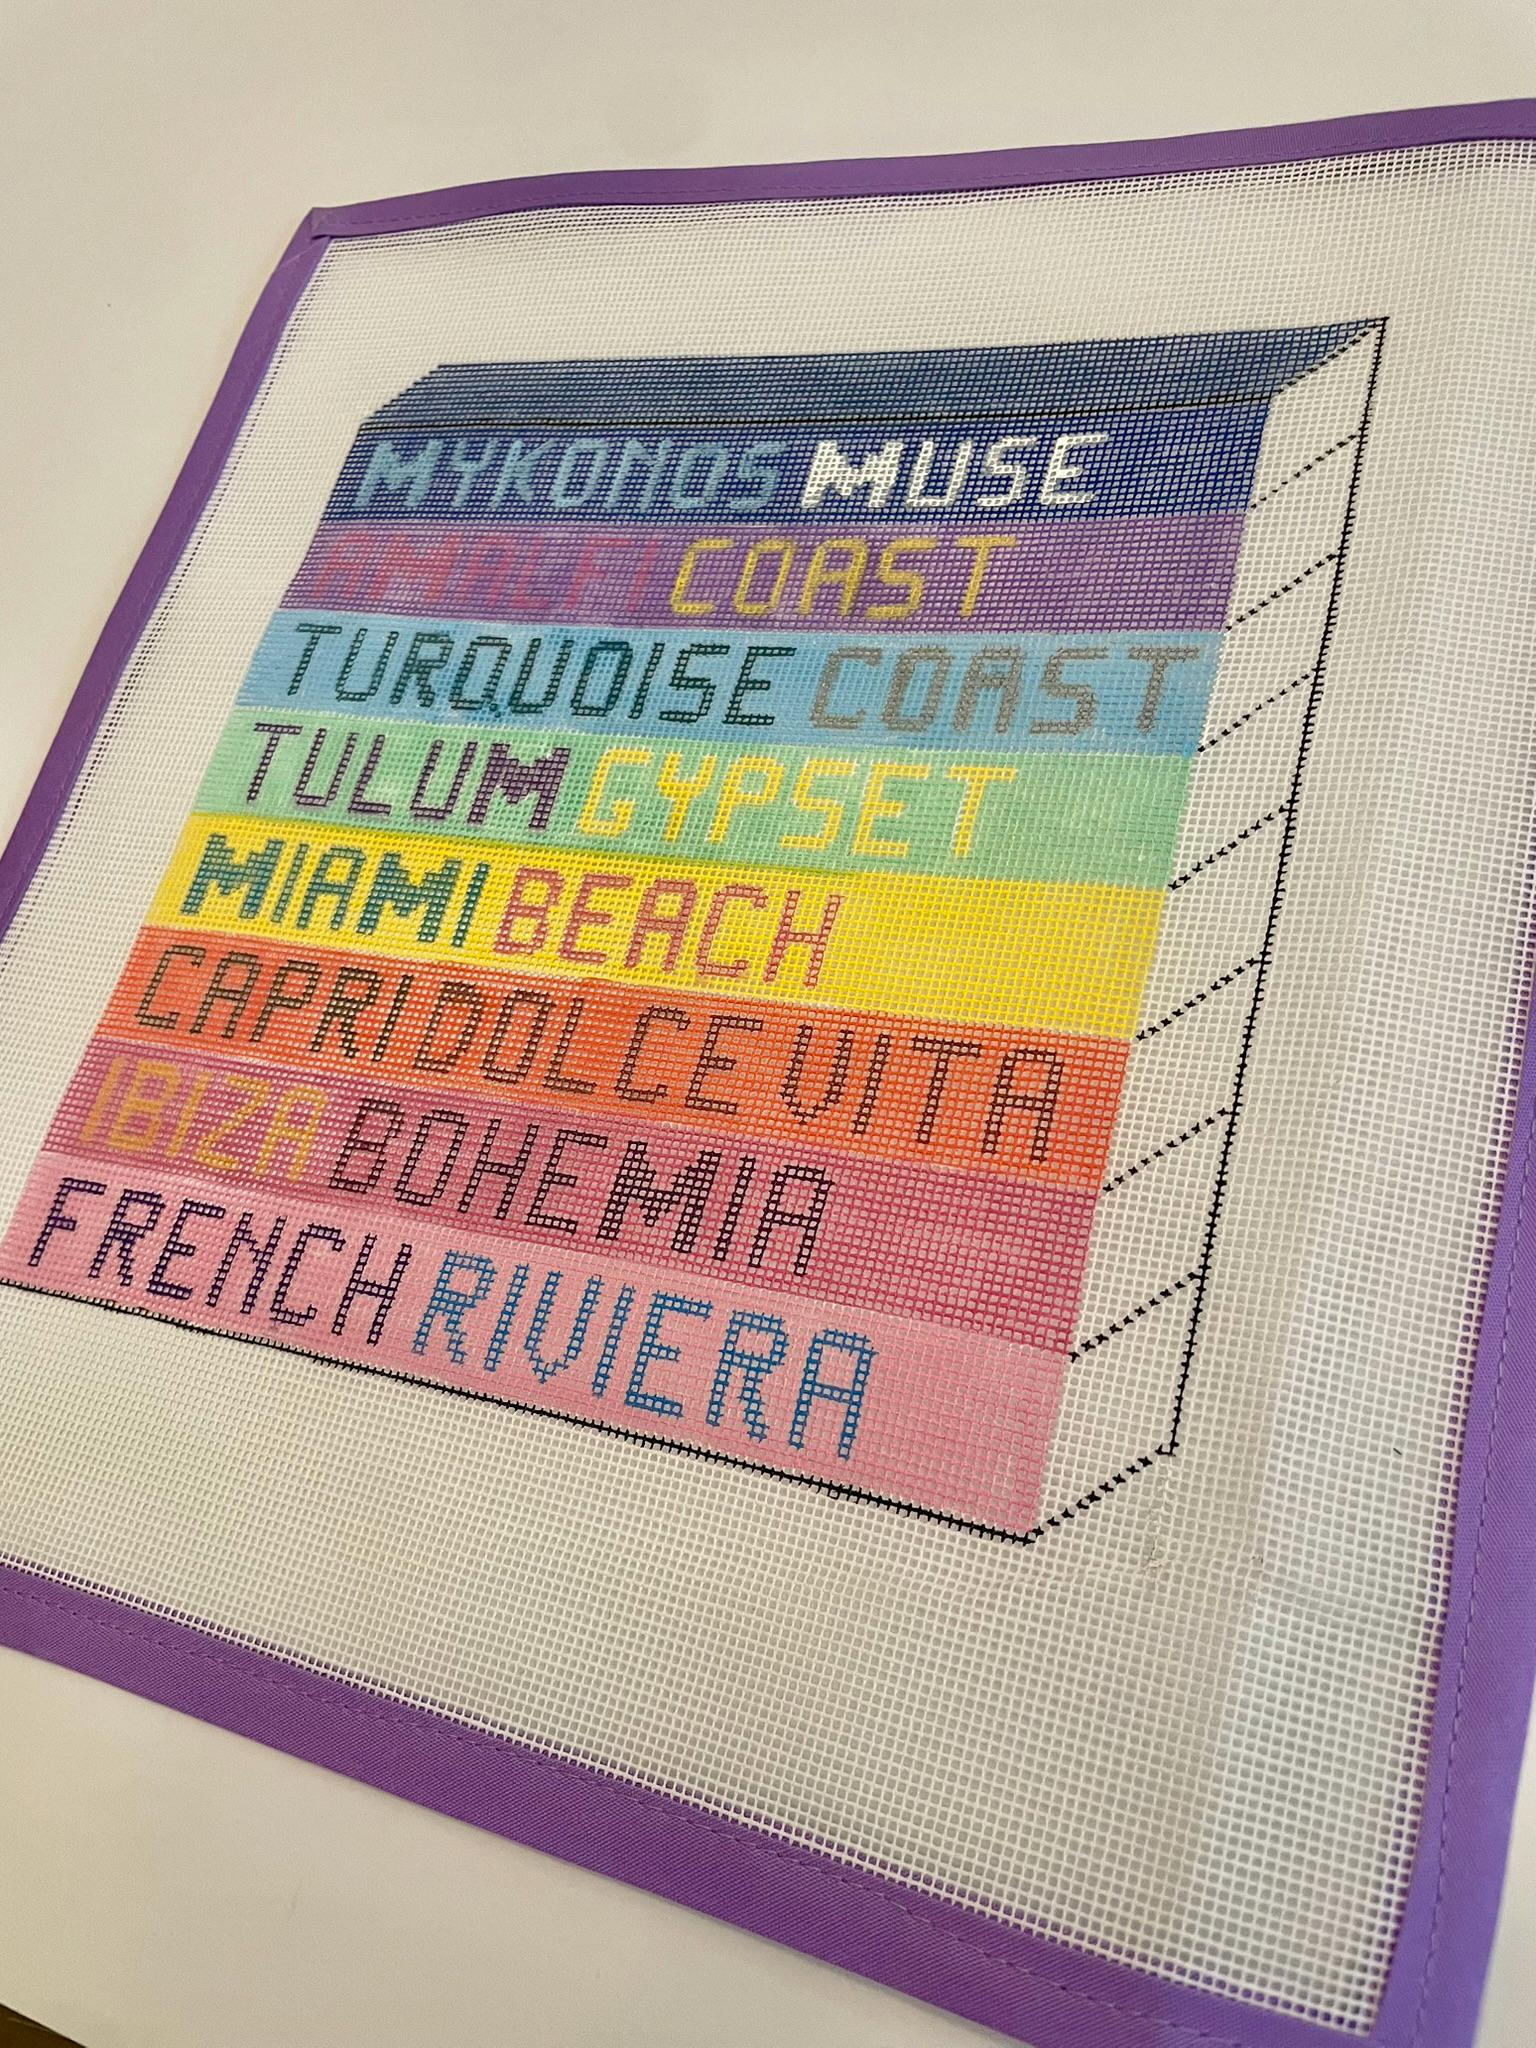 MYKONOS MUSE
AMALFI COAST
TURQUOISE COAST
TULUM GYPSET
MIAMI BEACH
CAPRI DOLCE VITA
IBIZA BOHEMIA
FRENCH RIVIERA